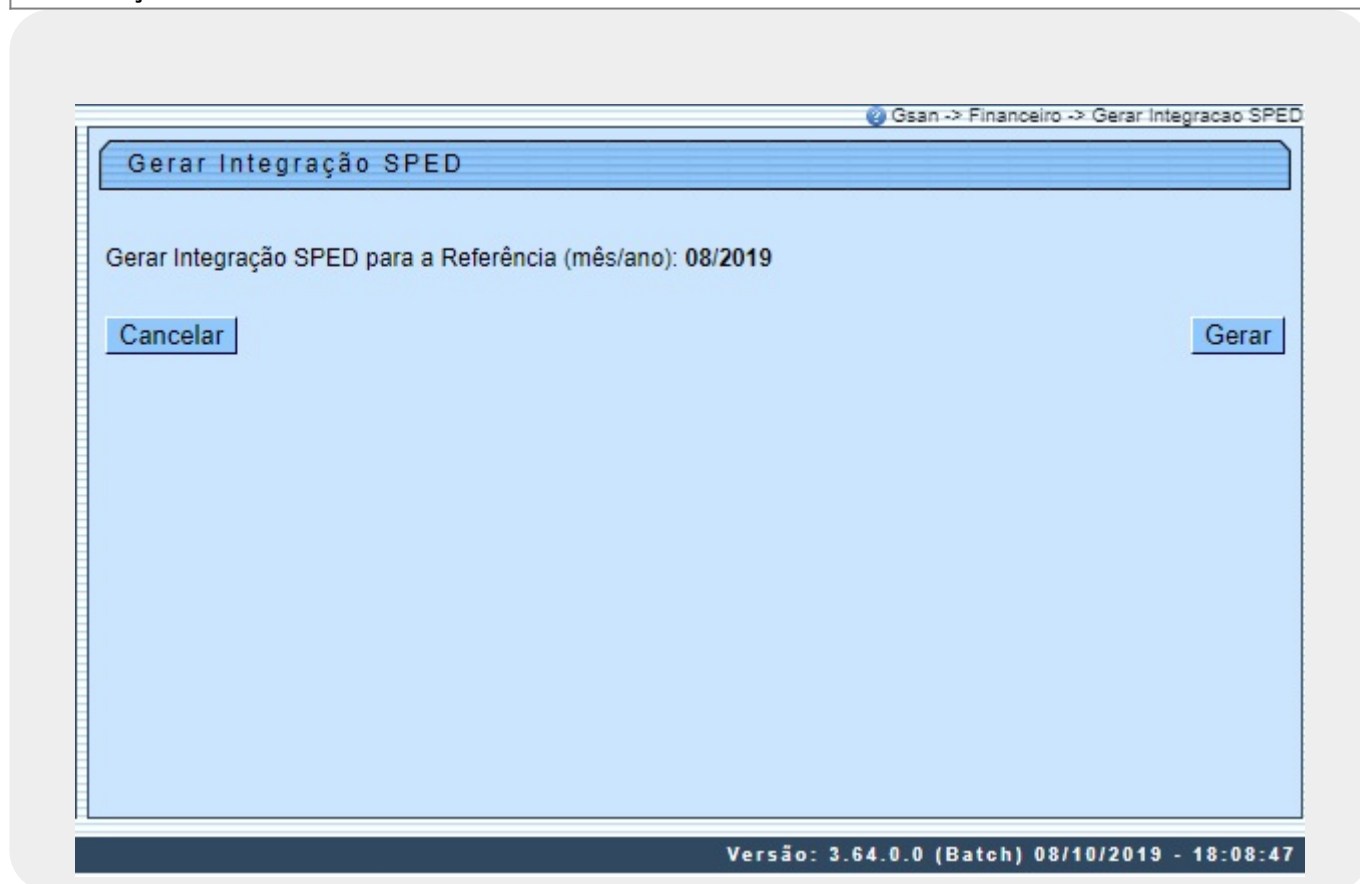 Gsan -> Financeiro -> Gerar Integracao SPED
Gerar Integração SPED
Gerar Integração SPED para a Referência (mês/ano): 08/2019
Cancelar
Gerar
Versão: 3.64.0.0 (Batch) 08/10/2019 - 18:08:47